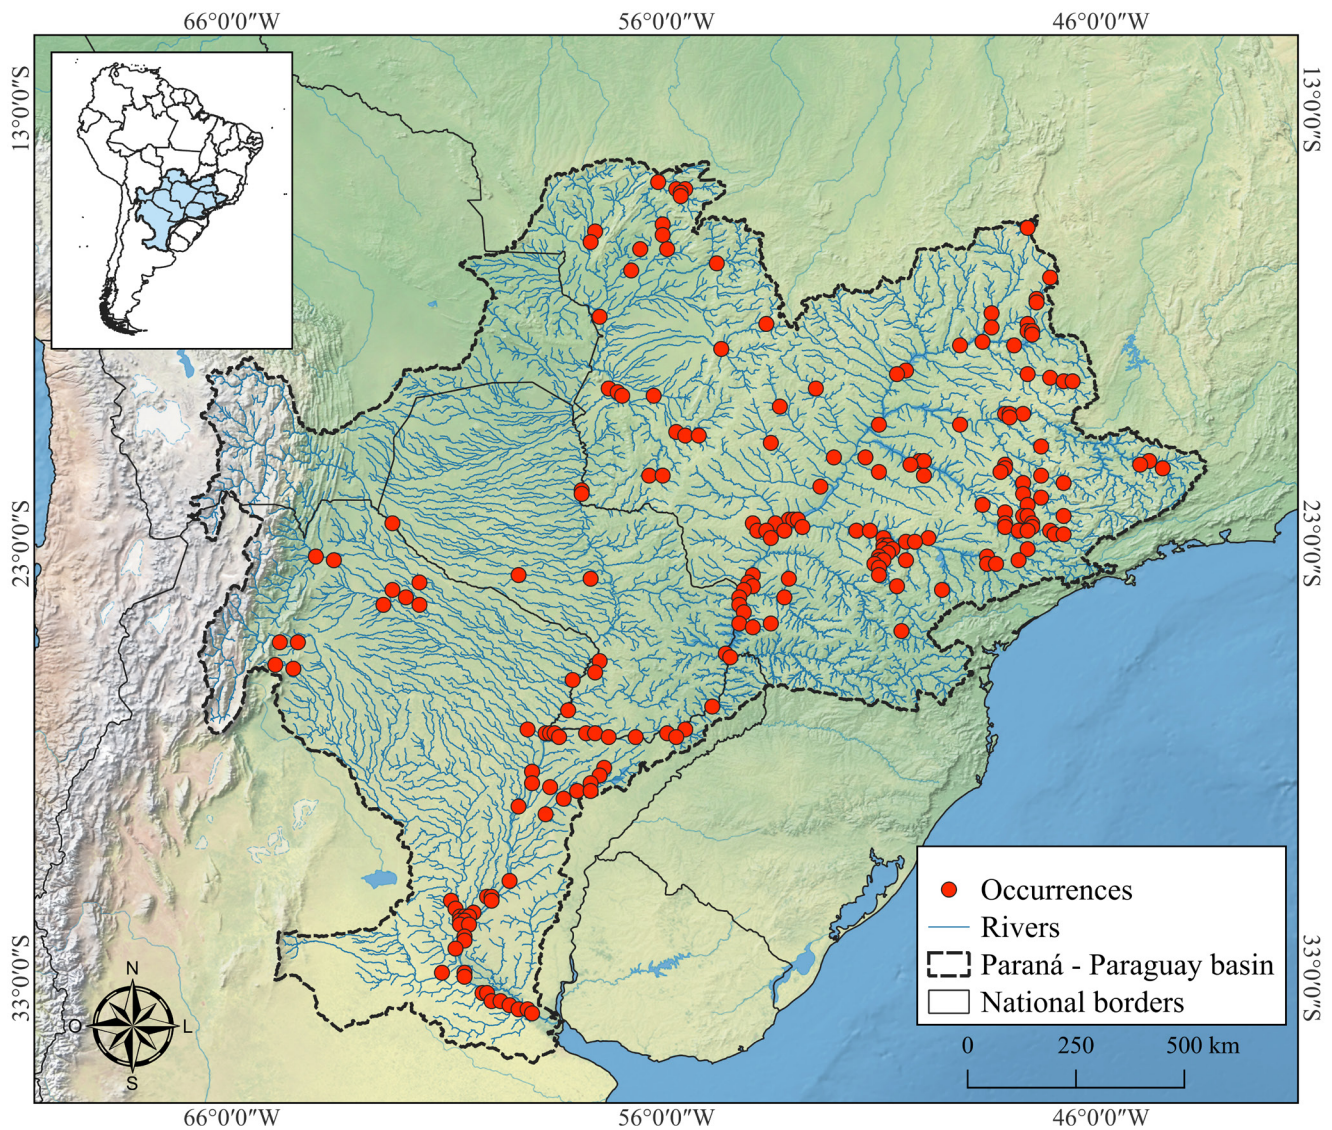 66°0′0″W 56°0′0″W 46°0′0″W
13°0′0″S
13°0′0″S
23°0′0″S
23°0′0″S
33°0′0″S
33°0′0″S
Occurrences
Rivers
Paraná - Paraguay basin
National borders
N
O L
S
0 250 500 km
66°0′0″W 56°0′0″W 46°0′0″W